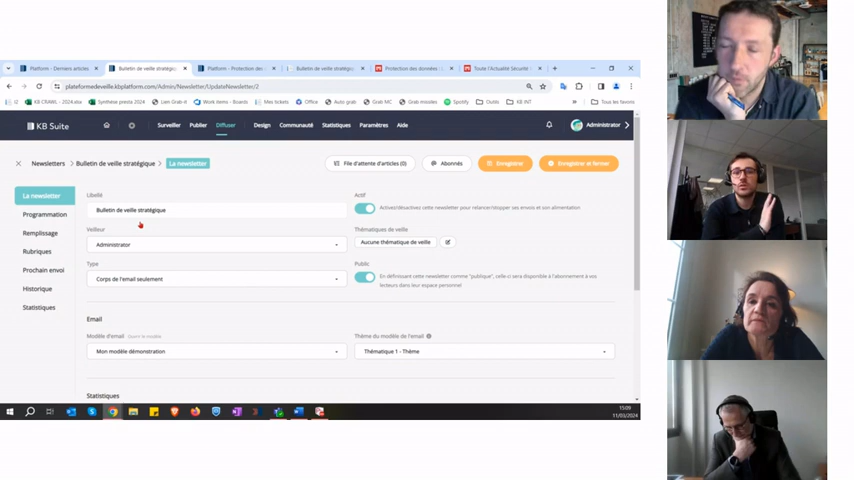 Platform - Derniers articles
Bulletin de veille stratégiqu
Platform - Protection des
Bulletin de veille stratégiqu
Protection des données :
Toute l'Actualité Sécurité
plateformedeveille.kbplatform.com/Admin/Newsletter/UpdateNewsletter/2
KB CRAWL - 2024.etia
Synthèse presta 2024
Lien Grab-it
Work items - Boards
Mes tickets
Office
Auto grab
Grab MC
Grab missiles
Spotify
Outils
KB INT
Tous les favoris
KB Suite
Surveiller
Publier
Diffuser
Design
Communauté
Statistiques
Paramètres
Aide
Administrator
Newsletters
Bulletin de veille stratégique
La newsletter
File d'attente d'articles (0)
Abonnés
Enregistrer
Enregistrer et fermer
La newsletter
Programmation
Remplissage
Rubriques
Prochain envoi
Historique
Statistiques
Libellé
Bulletin de veille stratégique
Veilleur
Administrator
Type
Corps de l'email seulement
Actif
Activez/désactivez cette newsletter pour relancer/stopper ses envois et son alimentation
Thématiques de veille
Aucune thématique de veille
Public
En définissant cette newsletter comme "publique", celle-ci sera disponible à l'abonnement à vos
lecteurs dans leur espace personnel
Email
Modèle d'email
Ouvrir le modèle
Mon modèle démonstration
Thème du modèle de l'email
Thématique 1 - Thème
Statistiques
15:09
11/03/2024